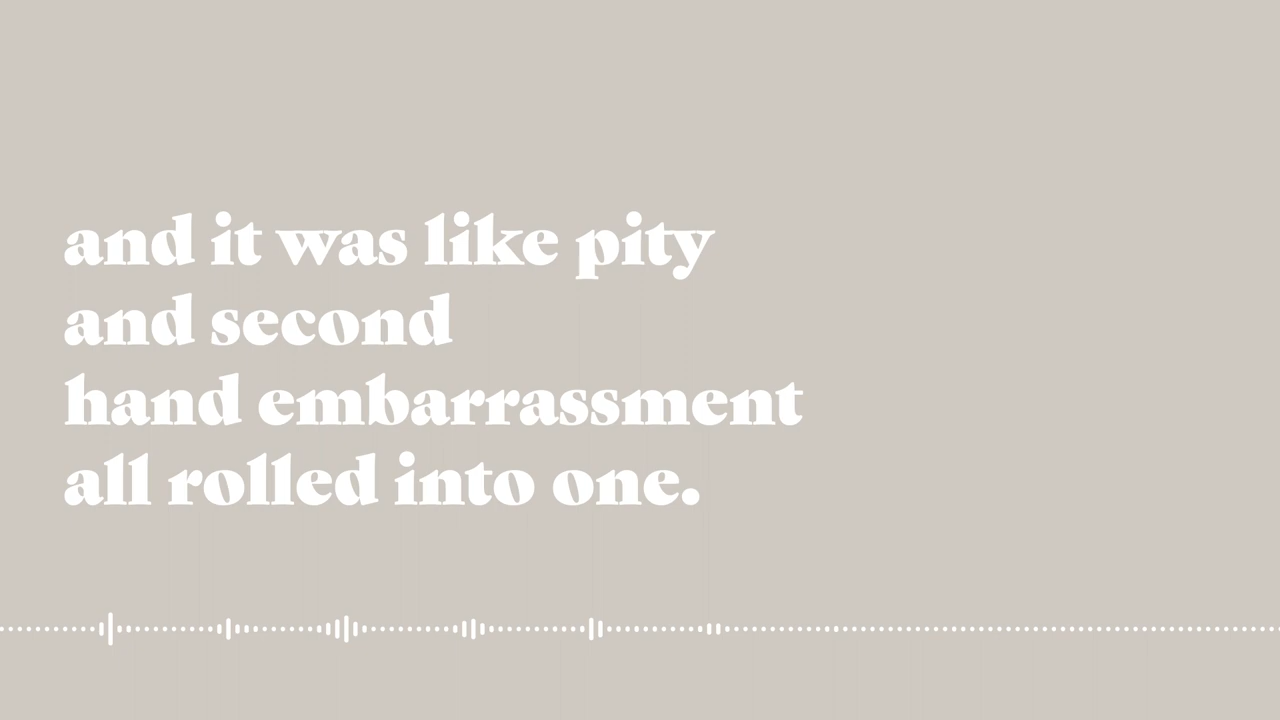 and it was like pity
and second
hand embarrassment
all rolled into one.